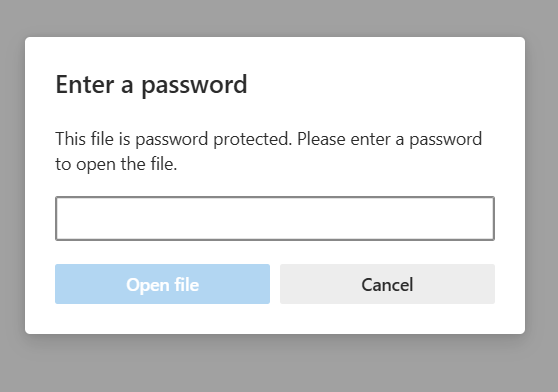 Enter a password
This file is password protected. Please enter a password
to open the file.
Open file
Cancel